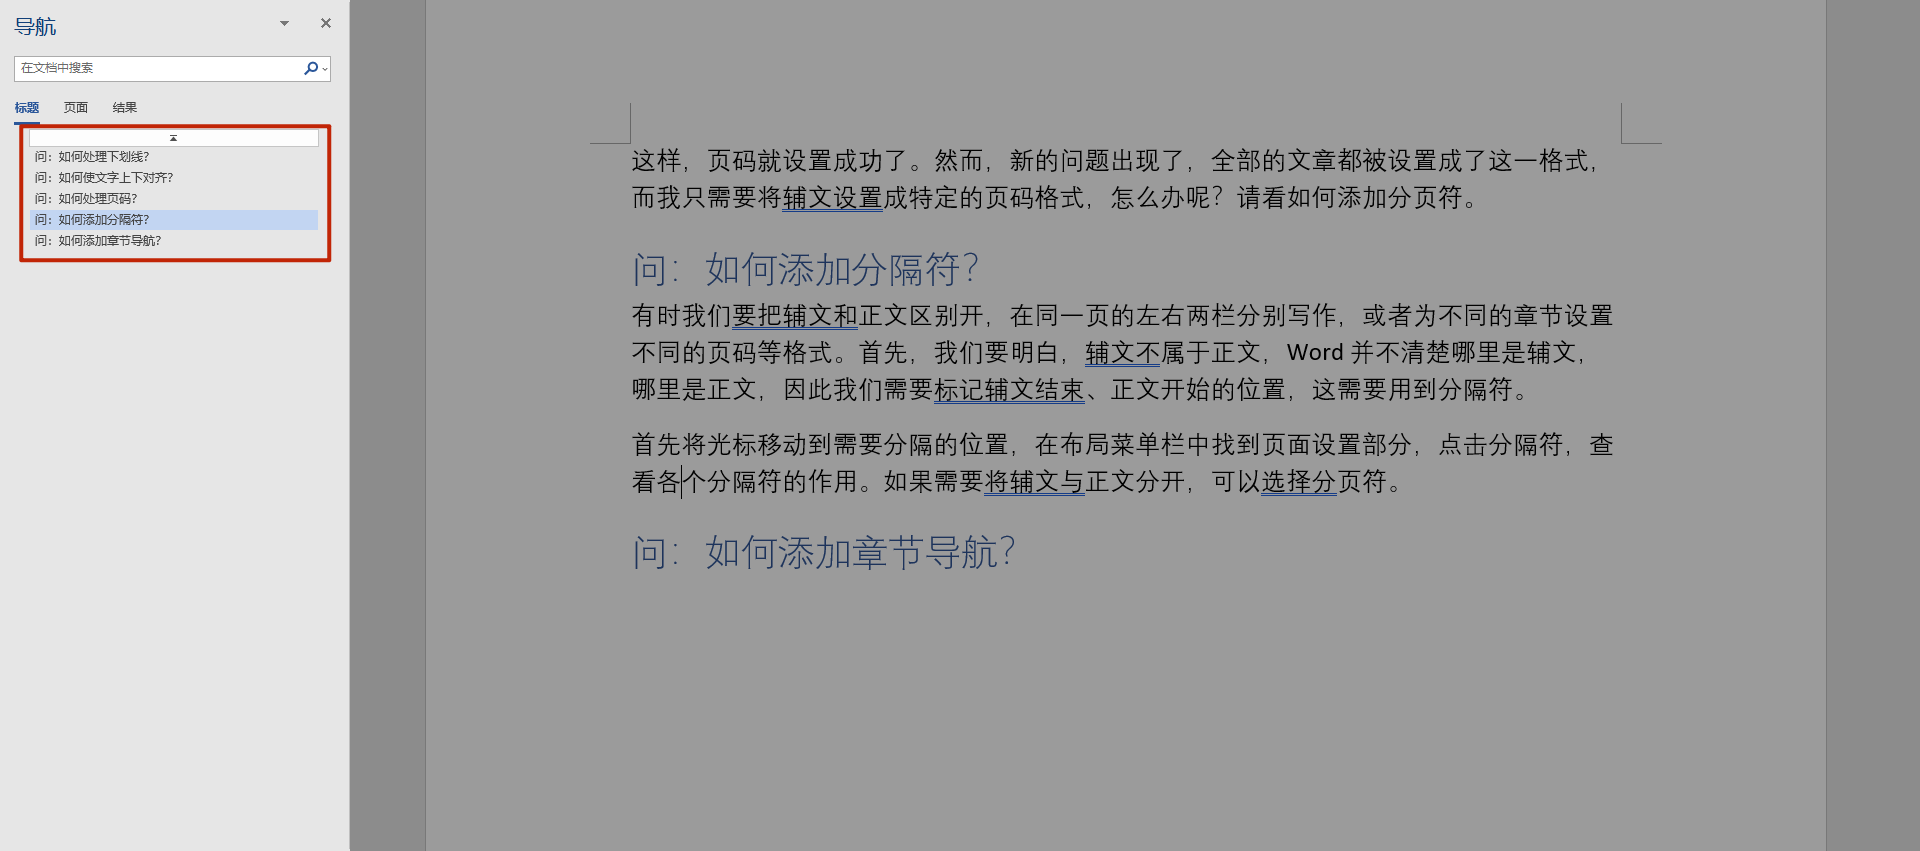 导航
在文档中搜索
标题 页面 结果
问：如何处理下划线?
问：如何使文字上下对齐?
问：如何处理页码?
问：如何添加分隔符?
问：如何添加章节导航?
这样，页码就设置成功了。然而，新的问题出现了，全部的文章都被设置成了这一格式，
而我只需要将辅文设置成特定的页码格式，怎么办呢？请看如何添加分页符。
问：如何添加分隔符？
有时我们要把辅文和正文区别开，在同一页的左右两栏分别写作，或者为不同的章节设置
不同的页码等格式。首先，我们要明白，辅文不属于正文，Word 并不清楚哪里是辅文，
哪里是正文，因此我们需要标记辅文结束、正文开始的位置，这需要用到分隔符。
首先将光标移动到需要分隔的位置，在布局菜单栏中找到页面设置部分，点击分隔符，查
看各个分隔符的作用。如果需要将辅文与正文分开，可以选择分页符。
问：如何添加章节导航？